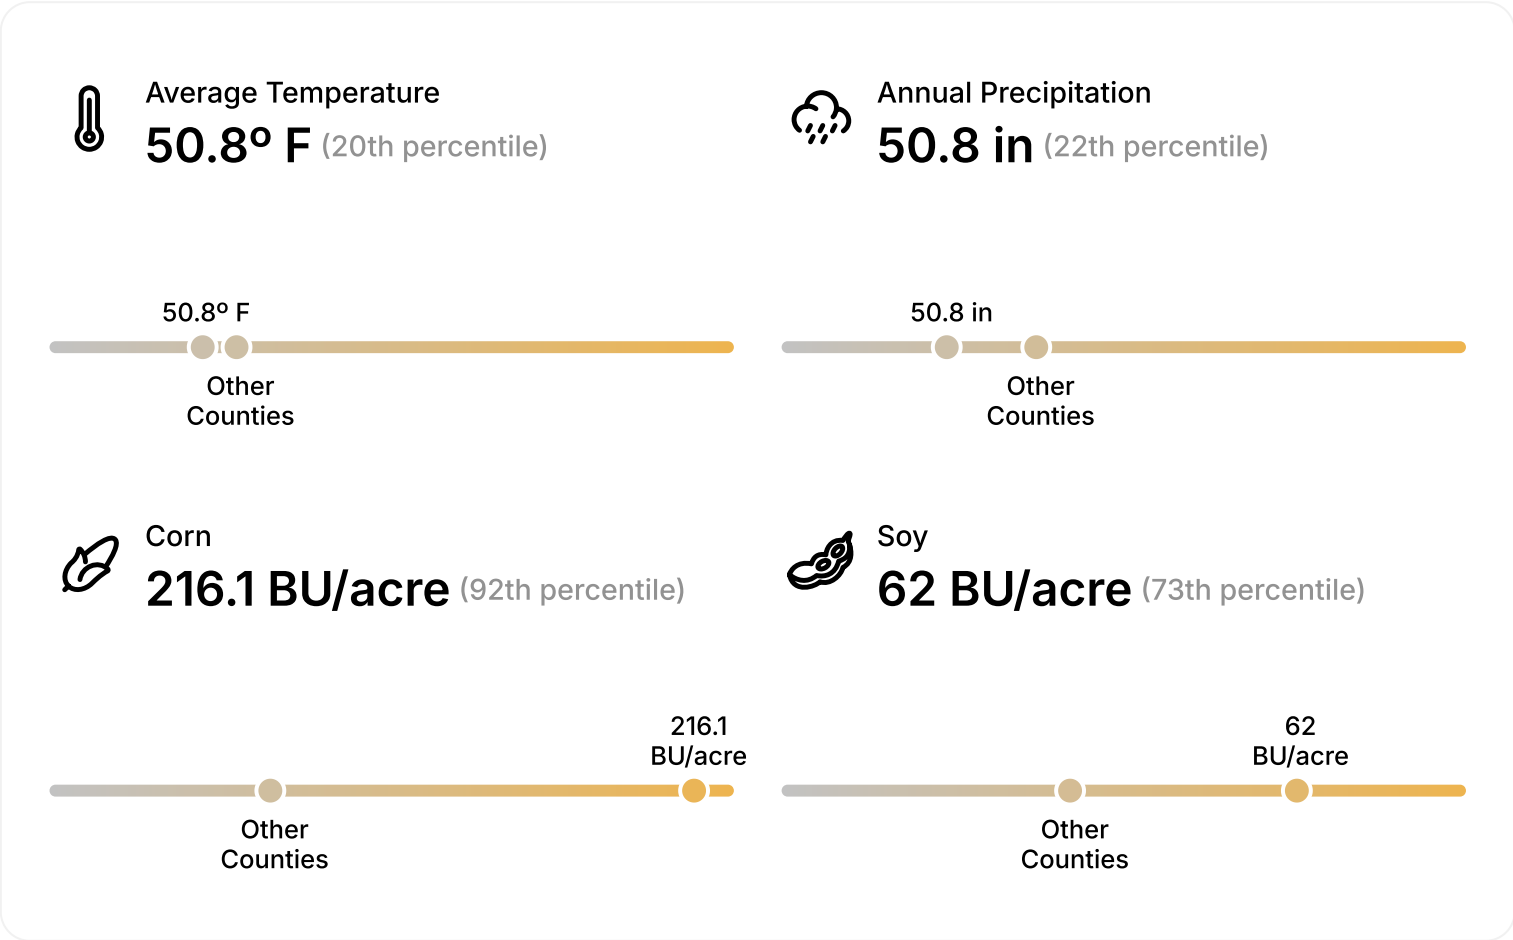 Average Temperature
50.8º F (20th percentile)
50.8º F
Other
Counties
Annual Precipitation
50.8 in (22th percentile)
50.8 in
Other
Counties
Corn
216.1 BU/acre (92th percentile)
216.1
BU/acre
Other
Counties
Soy
62 BU/acre (73th percentile)
62
BU/acre
Other
Counties